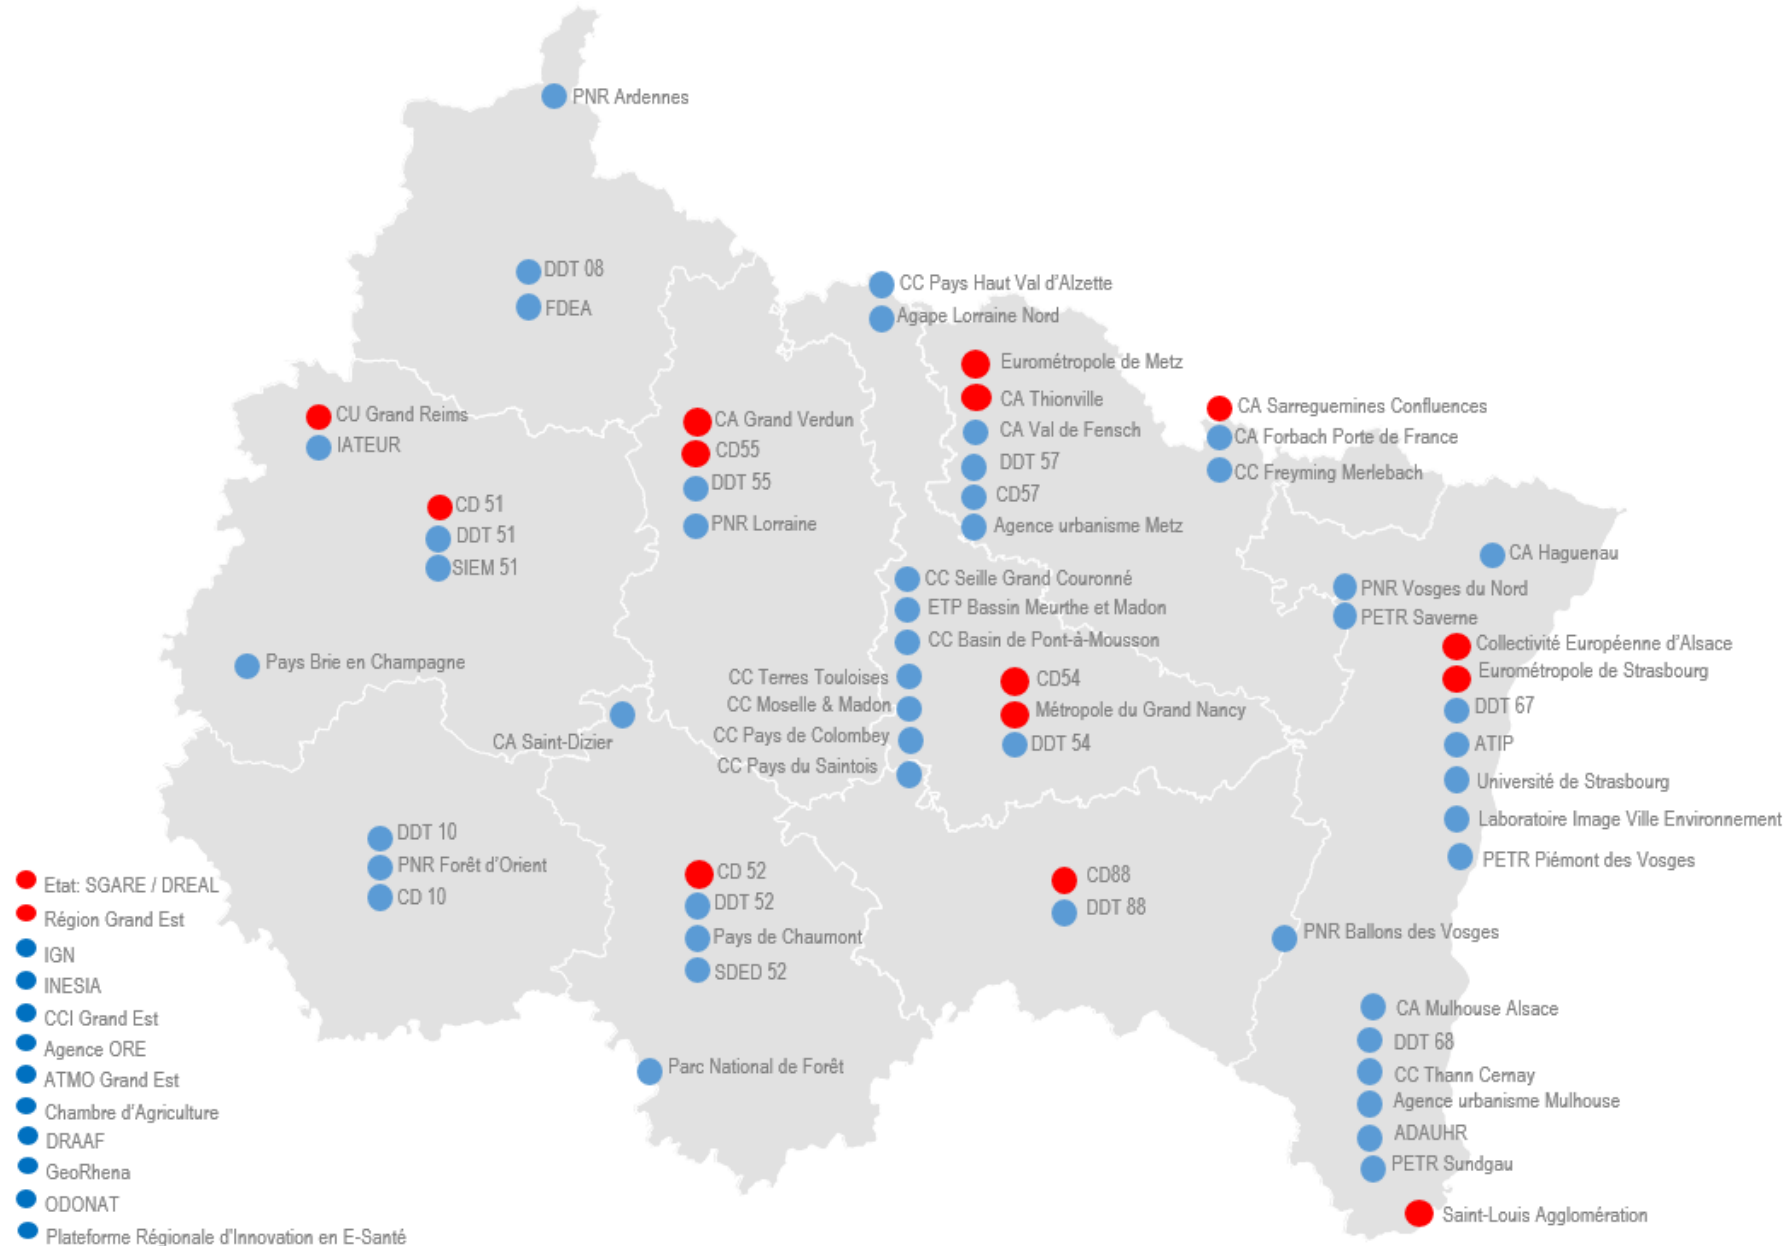 PNR Ardennes
DDT 08
FDEA
CC Pays Haut Val d'Alzette
Agape Lorraine Nord
Eurométropole de Metz
CA Thionville
CA Val de Fensch
DDT 57
CD57
Agence urbanisme Metz
CA Sarreguemines Confluences
CA Forbach Porte de France
CC Freyming Merlebach
CU Grand Reims
IATEUR
CA Grand Verdun
CD55
DDT 55
PNR Lorraine
CD 51
DDT 51
SIEM 51
CA Haguenau
PNR Vosges du Nord
PETR Saverne
CC Seille Grand Couronné
ETP Bassin Meurthe et Madon
CC Basin de Pont-à-Mousson
CC Terres Touloises
CC Moselle & Madon
CC Pays de Colombey
CC Pays du Saintois
CD54
Métropole du Grand Nancy
DDT 54
Collectivité Européenne d'Alsace
Eurométropole de Strasbourg
DDT 67
ATIP
Université de Strasbourg
Laboratoire Image Ville Environnement
PETR Piémont des Vosges
Pays Brie en Champagne
CA Saint-Dizier
DDT 10
PNR Forêt d'Orient
CD 10
CD 52
DDT 52
Pays de Chaumont
SDED 52
CD88
DDT 88
PNR Ballons des Vosges
Parc National de Forêt
CA Mulhouse Alsace
DDT 68
CC Thann Cernay
Agence urbanisme Mulhouse
ADAUHR
PETR Sundgau
Saint-Louis Agglomération
Etat: SGARE / DREAL
Région Grand Est
IGN
INESIA
CCI Grand Est
Agence ORE
ATMO Grand Est
Chambre d'Agriculture
DRAAF
GeoRhena
ODONAT
Plateforme Régionale d'Innovation en E-Santé